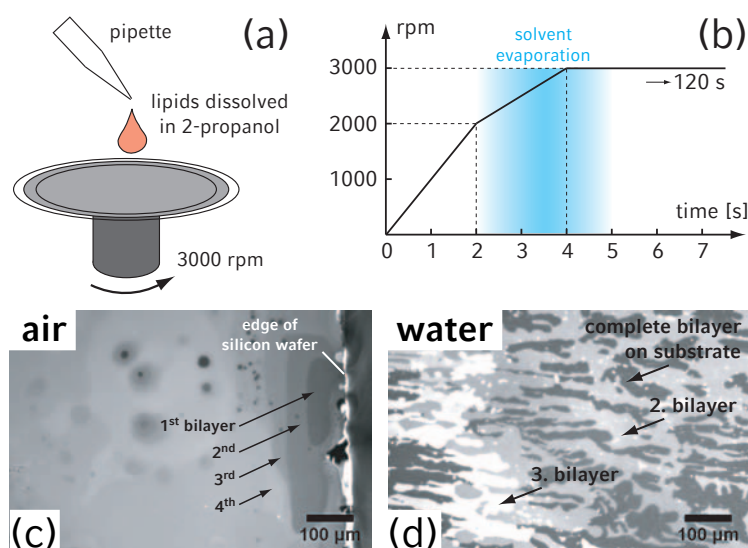 (a)
pipette
lipids dissolved
in 2-propanol
3000 rpm
(b)
rpm
solvent
evaporation
3000
2000
1000
120 s
time [s]
0 1 2 3 4 5 6 7
air
edge of
silicon wafer
1st bilayer
2nd
3rd
4th
(c)
100 µm
water
complete bilayer
on substrate
2. bilayer
3. bilayer
(d)
100 µm